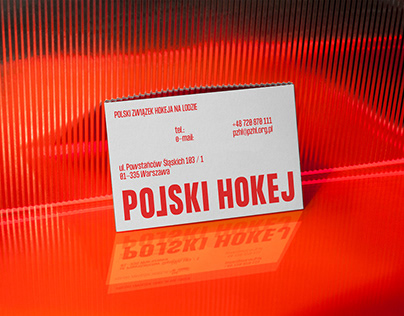 POLSKI ZWIĄZEK HOKEJA NA LODZIE
tel.: +48 728 878 111
e-mail: pzhl@pzhl.org.pl
ul. Powstańców Śląskich 103 / 1
01-335 Warszawa
POLSKI HOKEJ